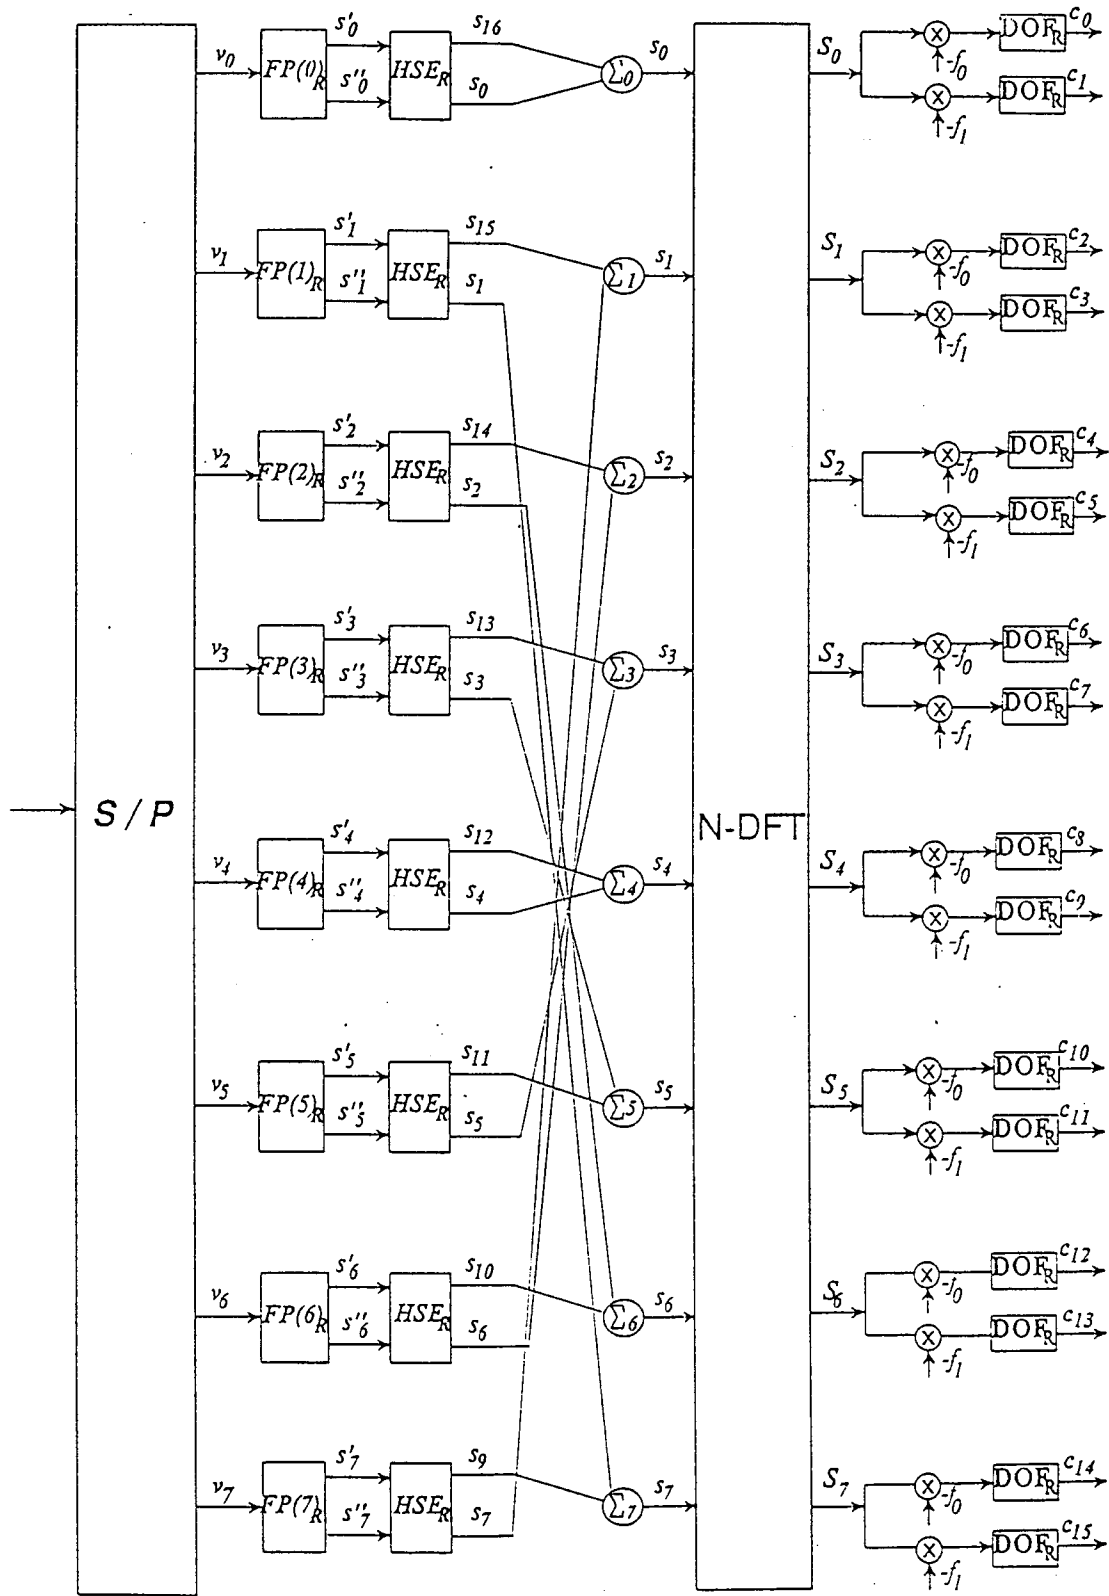 s'0 s16
v0 FP(0)R HSER Σ0 s0 S0 X -f0 DOFR c0
s''0 s0
X -f1 DOFR c1
s'1 s15
v1 FP(1)R HSER Σ1 s1 S1 X -f0 DOFR c2
s''1 s1
X -f1 DOFR c3
s'2 s14
v2 FP(2)R HSER Σ2 s2 S2 X -f0 DOFR c4
s''2 s2
X -f1 DOFR c5
s'3 s13
v3 FP(3)R HSER Σ3 s3 S3 X -f0 DOFR c6
s''3 s3
X -f1 DOFR c7
S/P N-DFT
s'4 s12
v4 FP(4)R HSER Σ4 s4 S4 X -f0 DOFR c8
s''4 s4
X -f1 DOFR c9
s'5 s11
v5 FP(5)R HSER Σ5 s5 S5 X -f0 DOFR c10
s''5 s5
X -f1 DOFR c11
s'6 s10
v6 FP(6)R HSER Σ6 s6 S6 X -f0 DOFR c12
s''6 s6
X -f1 DOFR c13
s'7 s9
v7 FP(7)R HSER Σ7 s7 S7 X -f0 DOFR c14
s''7 s7
X -f1 DOFR c15